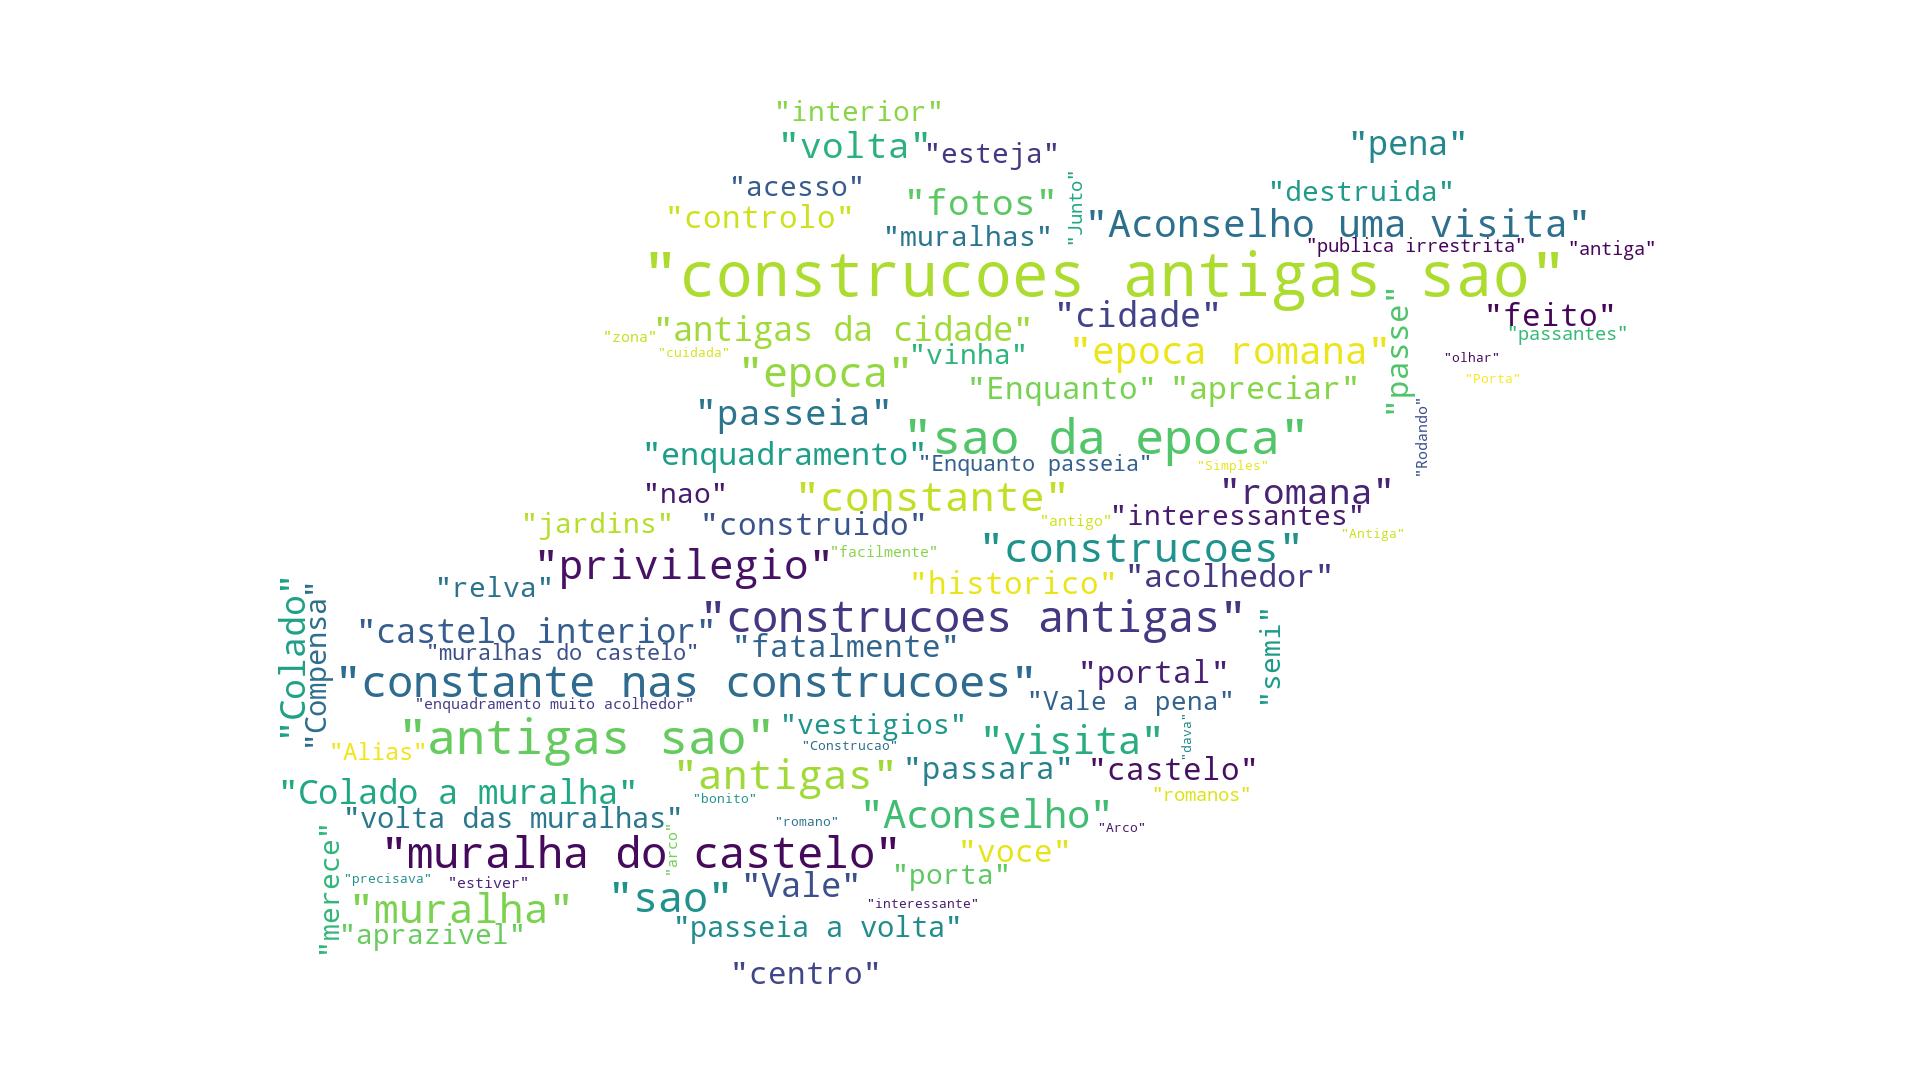 "interior"
"volta"
"esteja"
"pena"
"acesso"
"fotos"
"Junto"
"destruida"
"controlo"
"muralhas"
"Aconselho uma visita"
"publica irrestrita"
"antiga"
"construcoes antigas sao"
"cidade"
"passe"
"feito"
"zona"
"antigas da cidade"
"passantes"
"cuidada"
"vinha"
"epoca romana"
"olhar"
"epoca"
"Enquanto"
"apreciar"
"Porta"
"passeia"
"sao da epoca"
"Rodando"
"enquadramento"
"Enquanto passeia"
"Simples"
"nao"
"constante"
"romana"
"jardins"
"construido"
"antigo"
"interessantes"
"privilegio"
"facilmente"
"construcoes"
"Antiga"
"relva"
"historico"
"acolhedor"
"Colado"
"Compensa"
"castelo interior"
"construcoes antigas"
"semi"
"muralhas do castelo"
"fatalmente"
"constante nas construcoes"
"portal"
"enquadramento muito acolhedor"
"Vale a pena"
"Alias"
"antigas sao"
"vestigios"
"Construcao"
"visita"
"dava"
"antigas"
"passara"
"castelo"
"Colado a muralha"
"bonito"
"romanos"
"volta das muralhas"
"romano"
"Aconselho"
"Arco"
"merece"
"muralha do castelo"
"arco"
"voce"
"precisava"
"estiver"
"sao"
"Vale"
"porta"
"muralha"
"interessante"
"aprazivel"
"passeia a volta"
"centro"